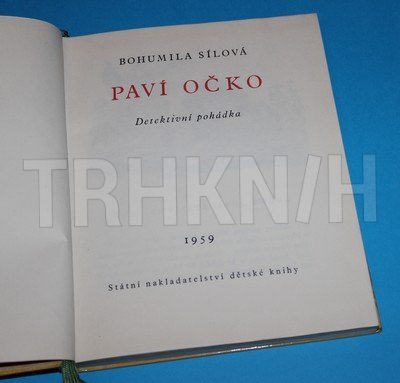 BOHUMILA SÍLOVÁ
PAVÍ OČKO
Detektivní pohádka
TRHKNIH
1959
Státní nakladatelství dětské knihy